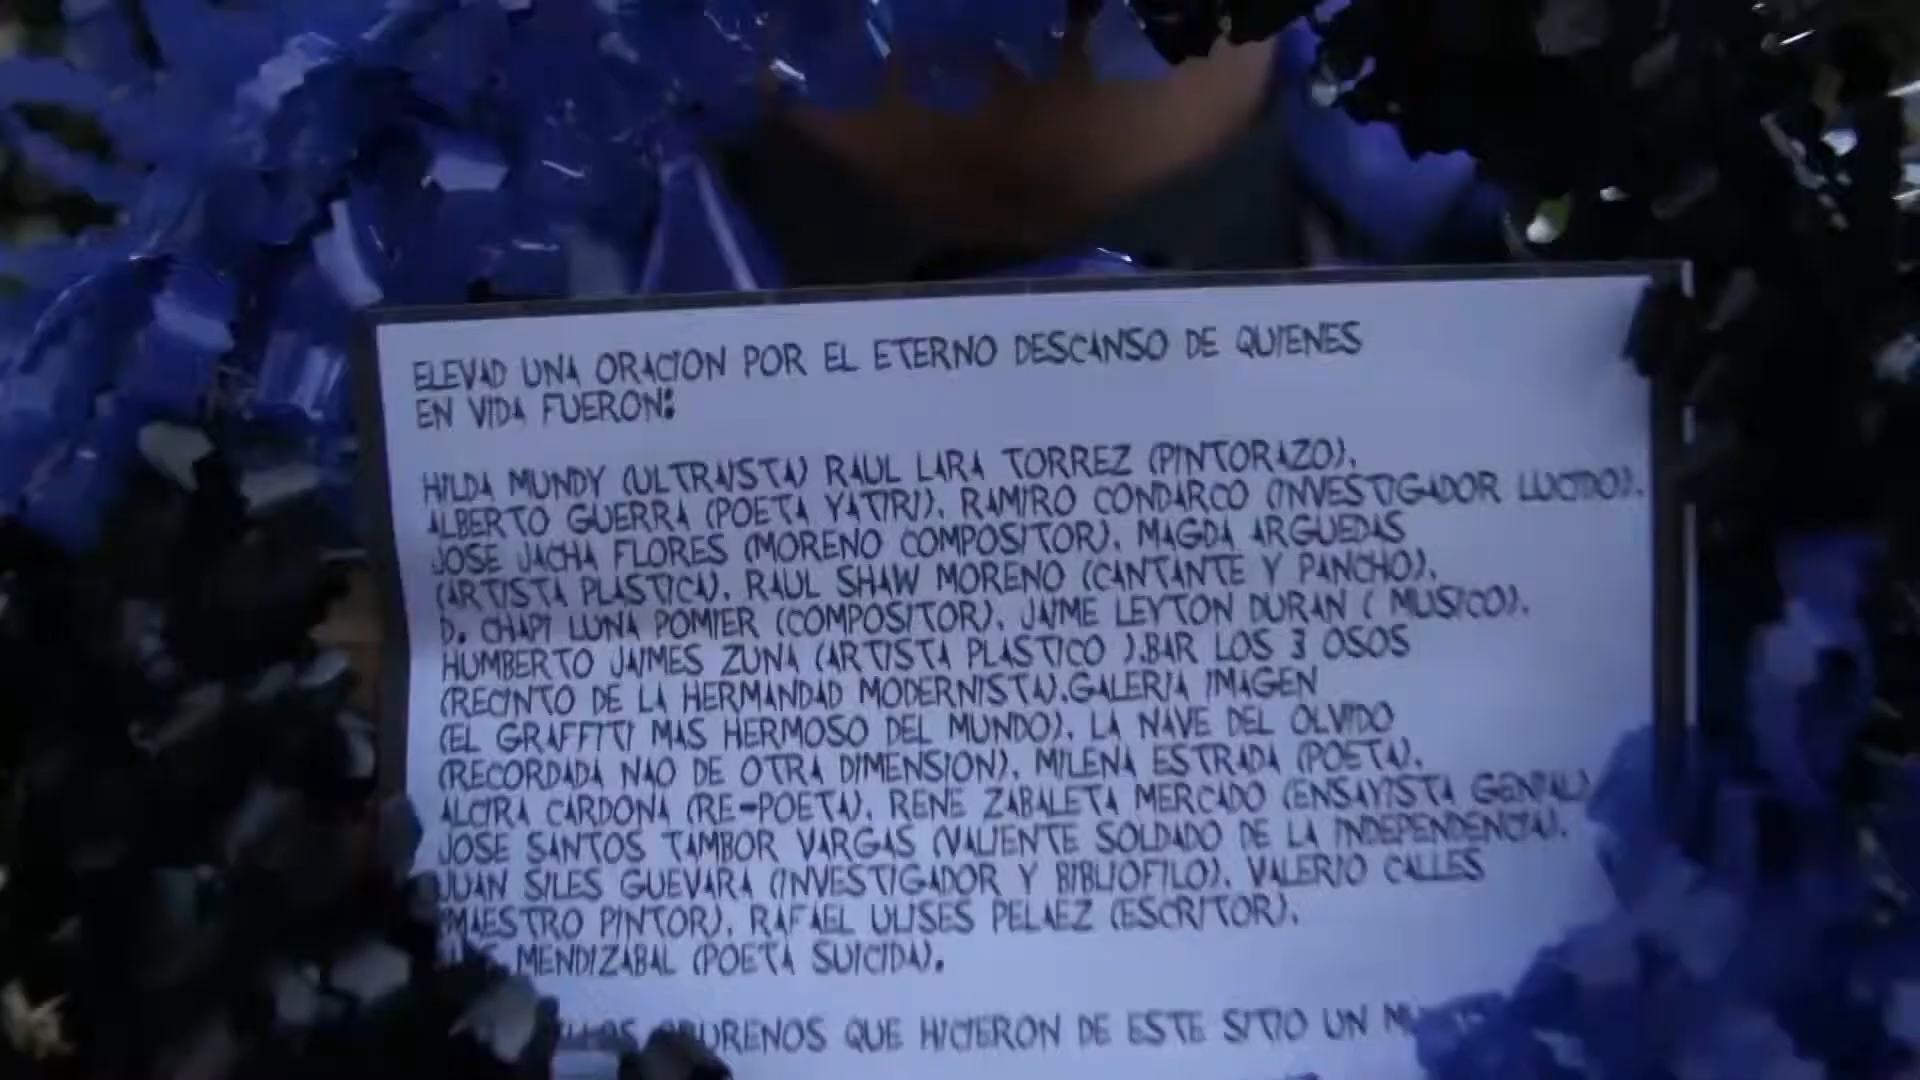 ELEVAD UNA ORACION POR EL ETERNO DESCANSO DE QUIENES
EN VIDA FUERON:
HILDA MUNDY (ULTRAISTA) RAUL LARA TORREZ (PINTORAZO).
ALBERTO GUERRA (POETA YATIRI). RAMIRO CONDARCO (INVESTIGADOR LUCIDO).
JOSE JACHA FLORES (MORENO COMPOSITOR). MAGDA ARGUEDAS
(ARTISTA PLASTICA). RAUL SHAW MORENO (CANTANTE Y PANCHO).
D. CHAPI LUNA POMIER (COMPOSITOR). JAIME LEYTON DURAN ( MUSICO).
HUMBERTO JAIMES ZUNA (ARTISTA PLASTICO ).BAR LOS 3 OSOS
(RECINTO DE LA HERMANDAD MODERNISTA).GALERIA IMAGEN
(EL GRAFFITI MAS HERMOSO DEL MUNDO). LA NAVE DEL OLVIDO
(RECORDADA NAO DE OTRA DIMENSION). MILENA ESTRADA (POETA).
ALCIRA CARDONA (RE-POETA). RENE ZABALETA MERCADO (ENSAYISTA GENIAL)
JOSE SANTOS TAMBOR VARGAS (VALIENTE SOLDADO DE LA INDEPENDENCIA).
JUAN SILES GUEVARA (INVESTIGADOR Y BIBLIOFILO). VALERIO CALLES
(MAESTRO PINTOR). RAFAEL ULISES PELAEZ (ESCRITOR).
MENDIZABAL (POETA SUICIDA).
QUE HICIERON DE ESTE SITIO UN